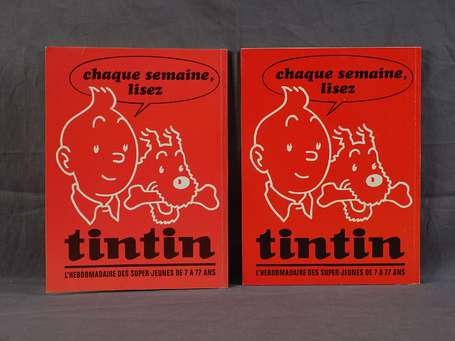 chaque semaine,
lisez
tintin
L'HEBDOMADAIRE DES SUPER-JEUNES DE 7 A 77 ANS
chaque semaine,
lisez
tintin
L'HEBDOMADAIRE DES SUPER-JEUNES DE 7 A 77 ANS